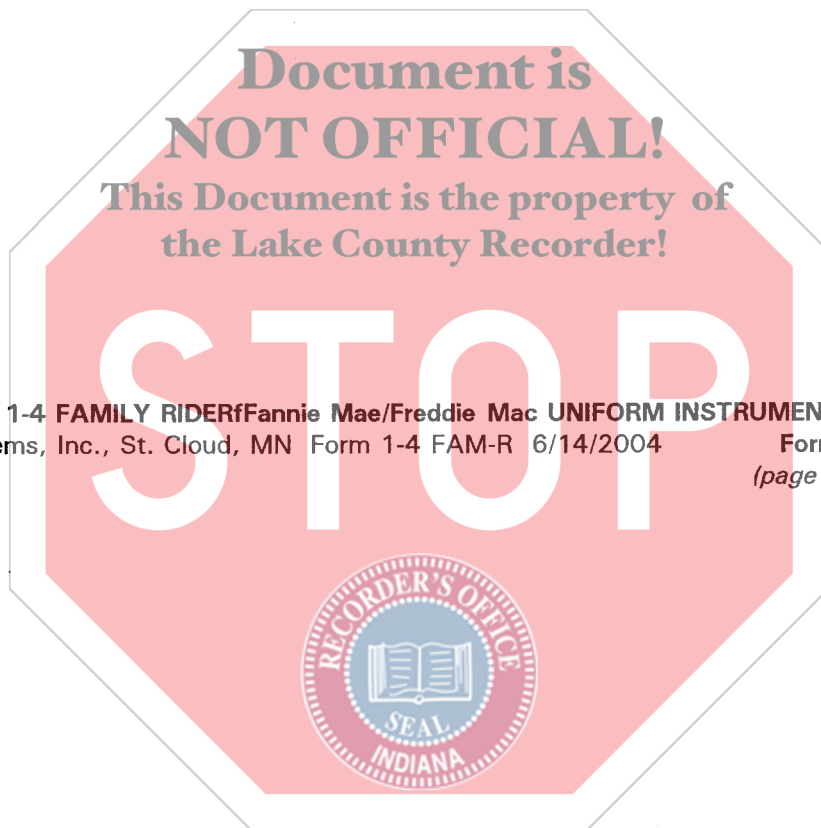 Document is
NOT OFFICIAL!
This Document is the property of
the Lake County Recorder!
STOP
1-4 FAMILY RIDERfFannie Mae/Freddie Mac UNIFORM INSTRUMEN
ems, Inc., St. Cloud, MN Form 1-4 FAM-R 6/14/2004 For
(page
RECORDER'S OFFICE
SEAL
INDIANA